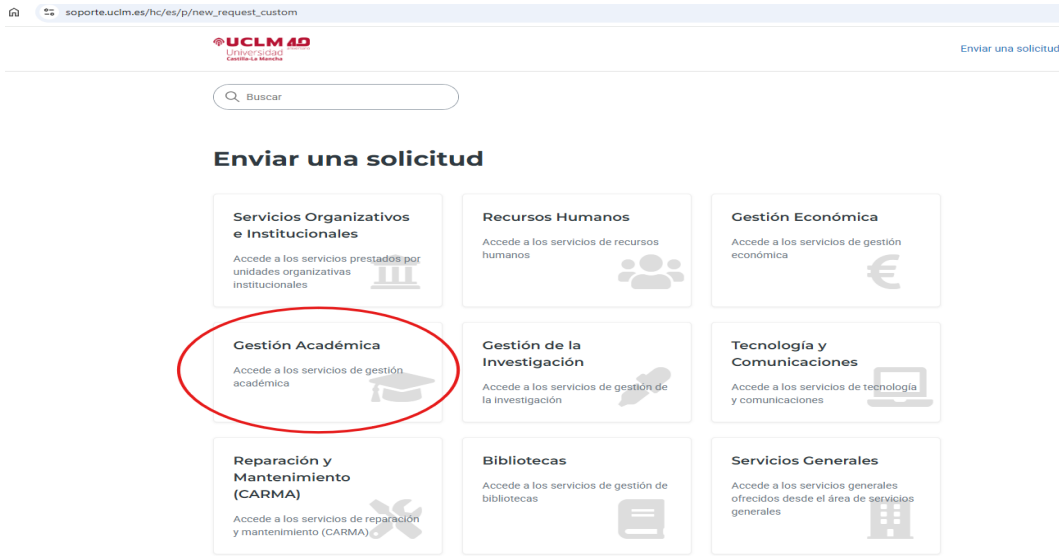 soporte.uclm.es/hc/es/p/new_request_custom
UCLM
Universidad
Castilla-La Mancha
Enviar una solicitud
Buscar
Enviar una solicitud
Servicios Organizativos
e Institucionales
Accede a los servicios prestados por
unidades organizativas
institucionales
Recursos Humanos
Accede a los servicios de recursos
humanos
Gestión Económica
Accede a los servicios de gestión
económica
€
Gestión Académica
Accede a los servicios de gestión
académica
Gestión de la
Investigación
Accede a los servicios de gestión de
la investigación
Tecnología y
Comunicaciones
Accede a los servicios de tecnología
y comunicaciones
Reparación y
Mantenimiento
(CARMA)
Accede a los servicios de reparación
y mantenimiento (CARMA)
Bibliotecas
Accede a los servicios de gestión de
bibliotecas
Servicios Generales
Accede a los servicios generales
ofrecidos desde el área de servicios
generales